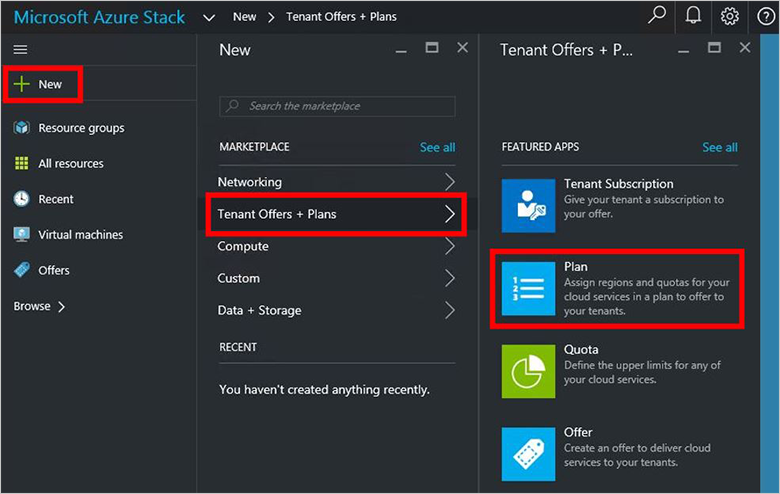 Microsoft Azure Stack
New > Tenant Offers + Plans
New
Resource groups
All resources
Recent
Virtual machines
Offers
Browse >
New
Search the marketplace
MARKETPLACE See all
Networking
Tenant Offers + Plans
Compute
Custom
Data + Storage
RECENT
You haven't created anything recently.
Tenant Offers + P...
FEATURED APPS See all
Tenant Subscription
Give your tenant a subscription to
your offer.
1
2
3
Plan
Assign regions and quotas for your
cloud services in a plan to offer to
your tenants.
Quota
Define the upper limits for any of
your cloud services.
Offer
Create an offer to deliver cloud
services to your tenants.